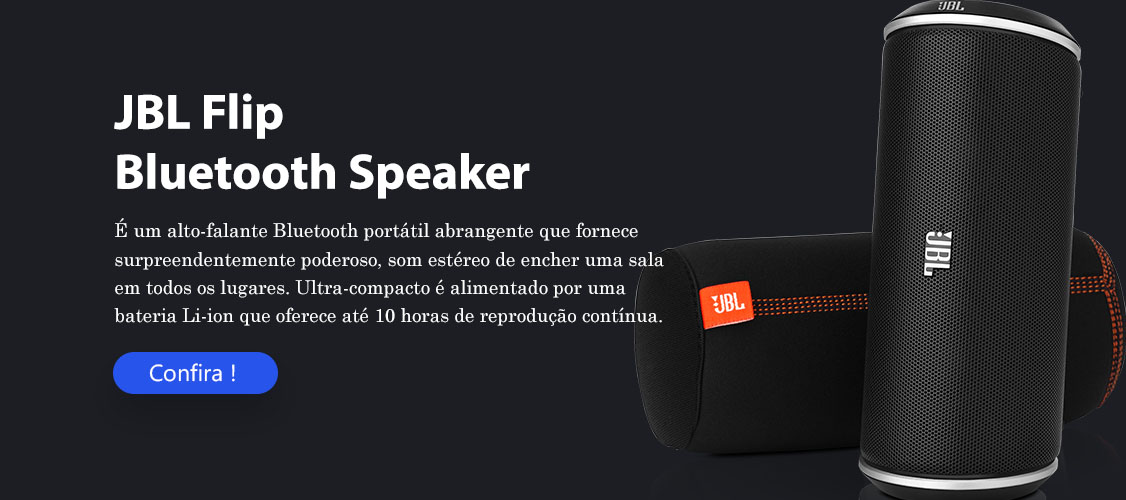 JBL Flip
Bluetooth Speaker
É um alto-falante Bluetooth portátil abrangente que fornece
surpreendentemente poderoso, som estéreo de encher uma sala
em todos os lugares. Ultra-compacto é alimentado por uma
bateria Li-ion que oferece até 10 horas de reprodução contínua.
Confira !
JBL
JBL
JBL